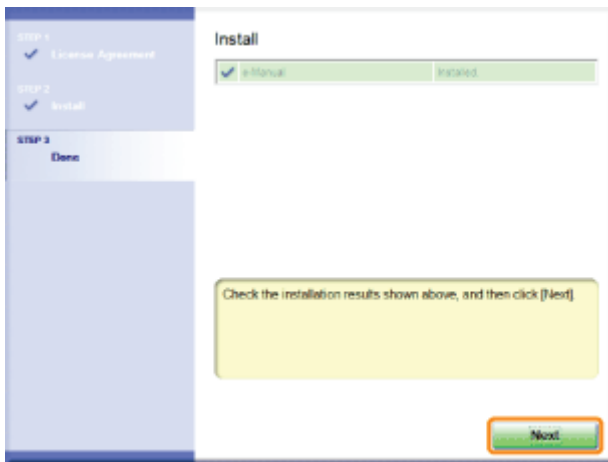 STEP 1
License Agreement
STEP 2
Install
STEP 3
Done
Install
e-Manual Installed.
Check the installation results shown above, and then click [Next].
Next